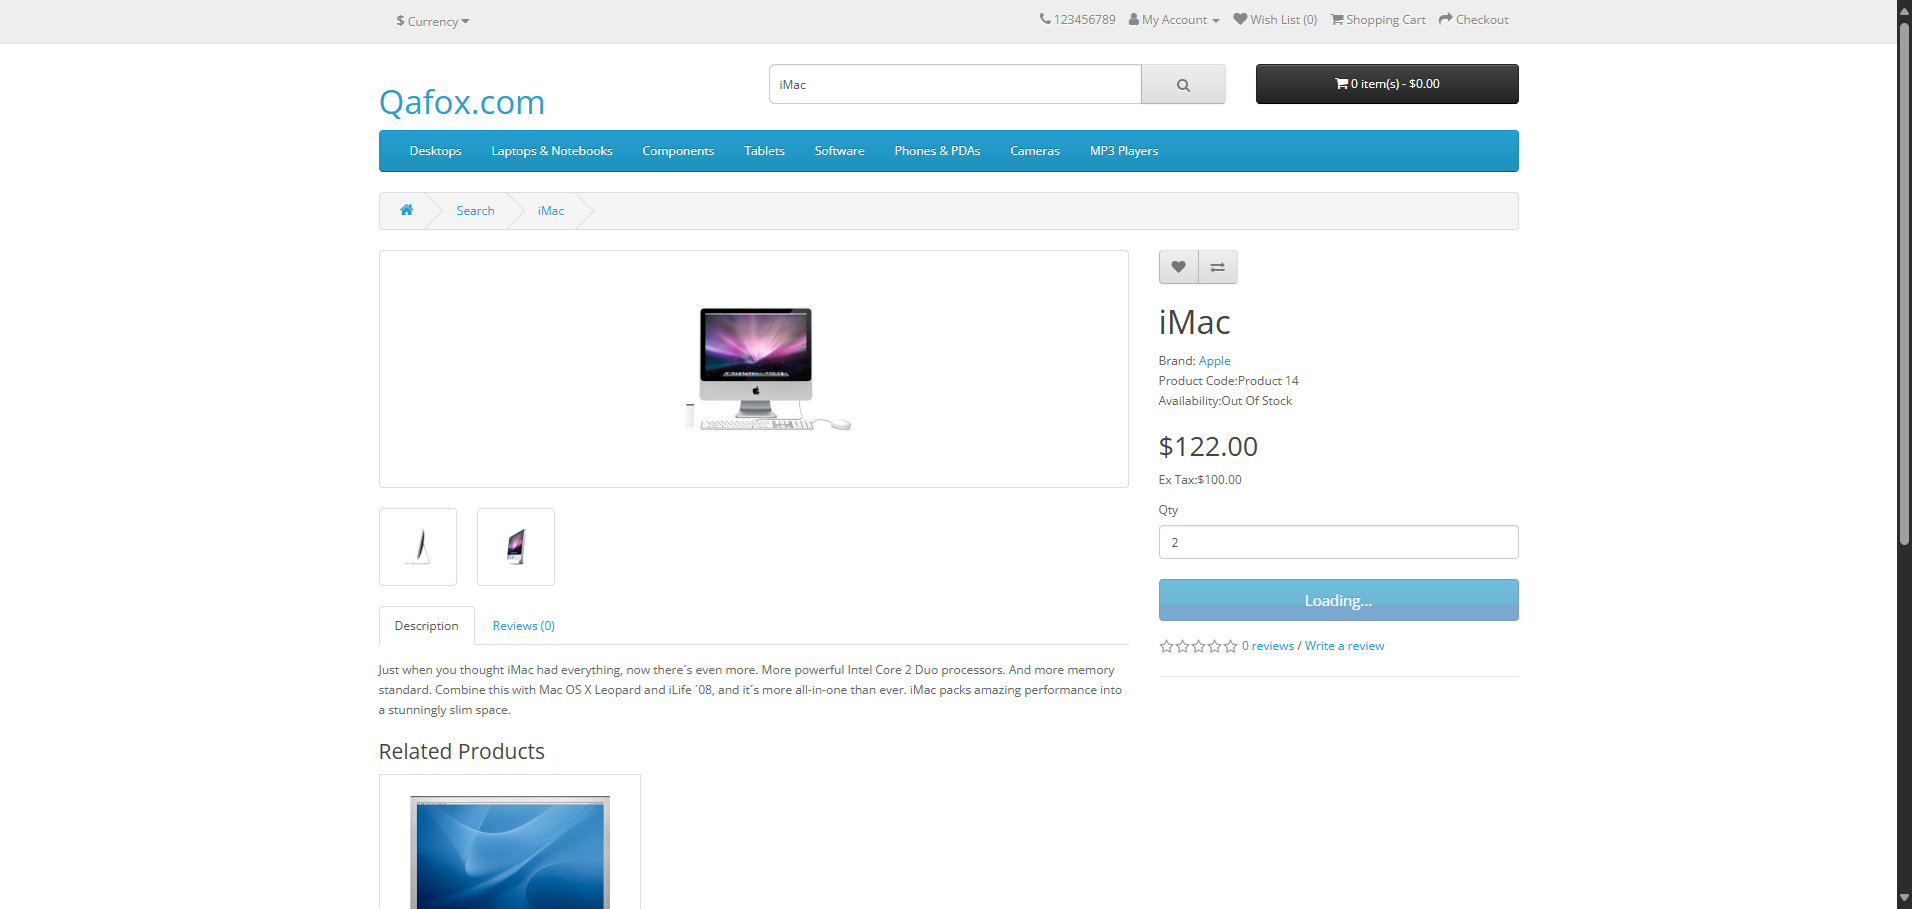 $ Currency
123456789 My Account Wish List (0) Shopping Cart Checkout
Qafox.com
iMac
0 item(s) - $0.00
Desktops Laptops & Notebooks Components Tablets Software Phones & PDAs Cameras MP3 Players
Search iMac
iMac
Brand: Apple
Product Code:Product 14
Availability:Out Of Stock
$122.00
Ex Tax:$100.00
Qty
2
Loading...
0 reviews / Write a review
Description Reviews (0)
Just when you thought iMac had everything, now there´s even more. More powerful Intel Core 2 Duo processors. And more memory
standard. Combine this with Mac OS X Leopard and iLife ´08, and it´s more all-in-one than ever. iMac packs amazing performance into
a stunningly slim space.
Related Products